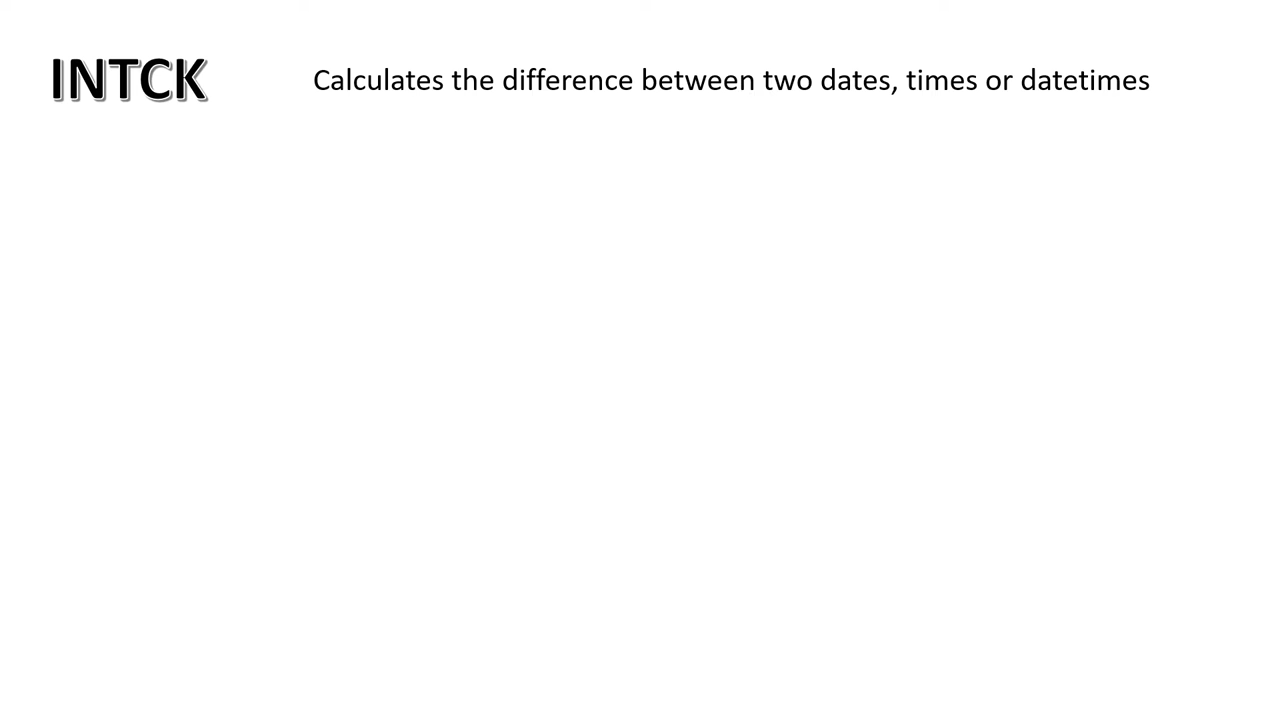 INTCK Calculates the difference between two dates, times or datetimes